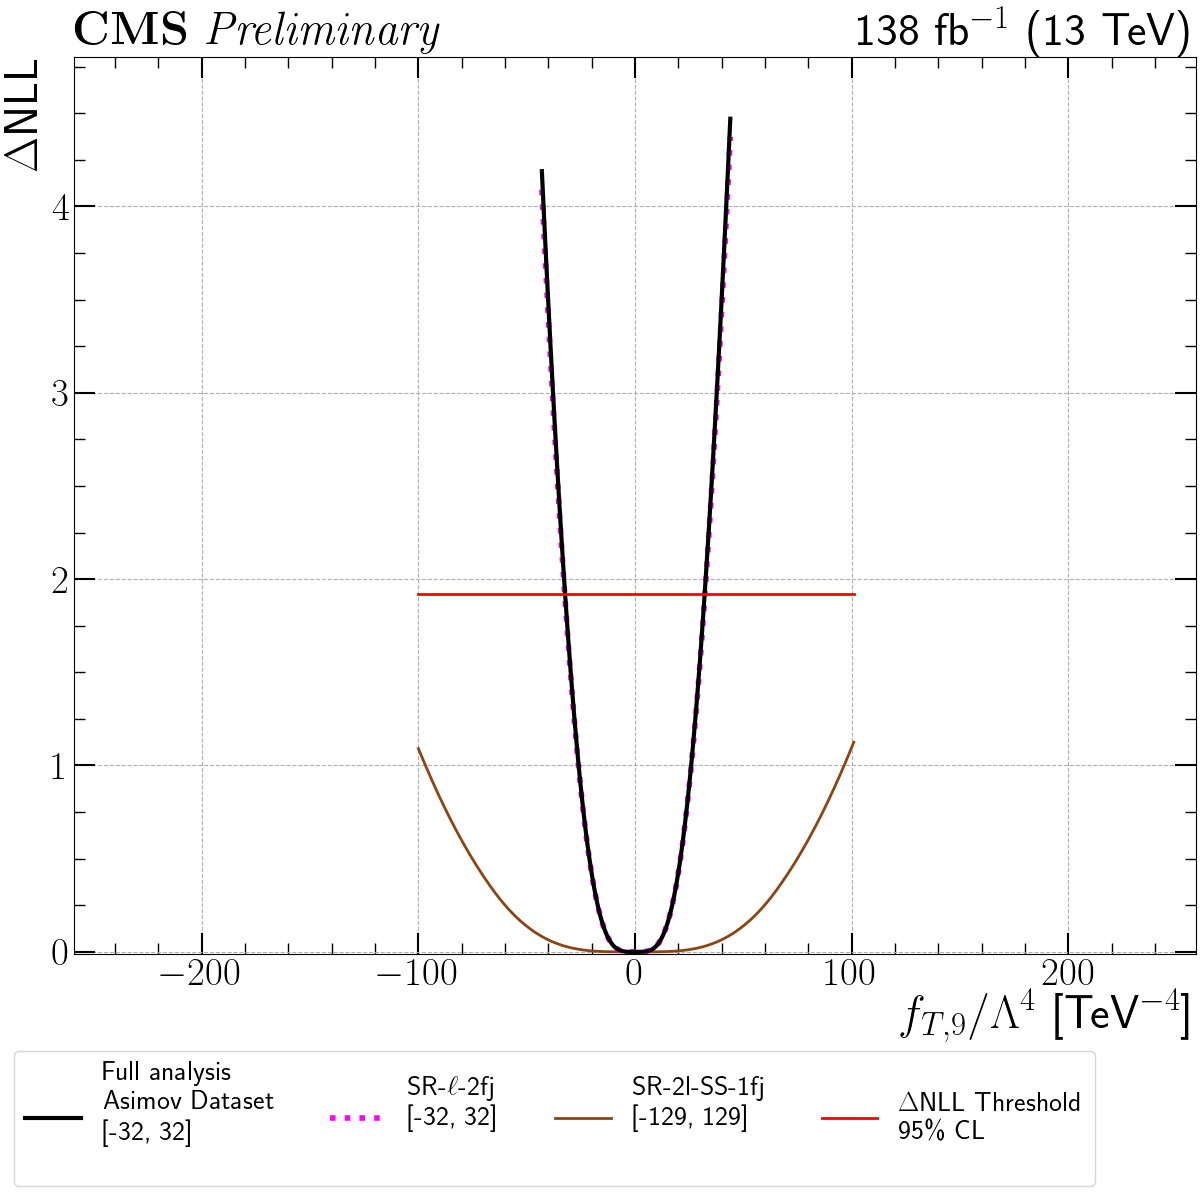 CMS Preliminary
138 fb⁻¹ (13 TeV)
ΔNLL
4
3
2
1
0
−200
−100
0
100
200
f_{T,9}/Λ⁴ [TeV⁻⁴]
Full analysis
Asimov Dataset
[-32, 32]
SR-ℓ-2fj
[-32, 32]
SR-2l-SS-1fj
[-129, 129]
ΔNLL Threshold
95% CL